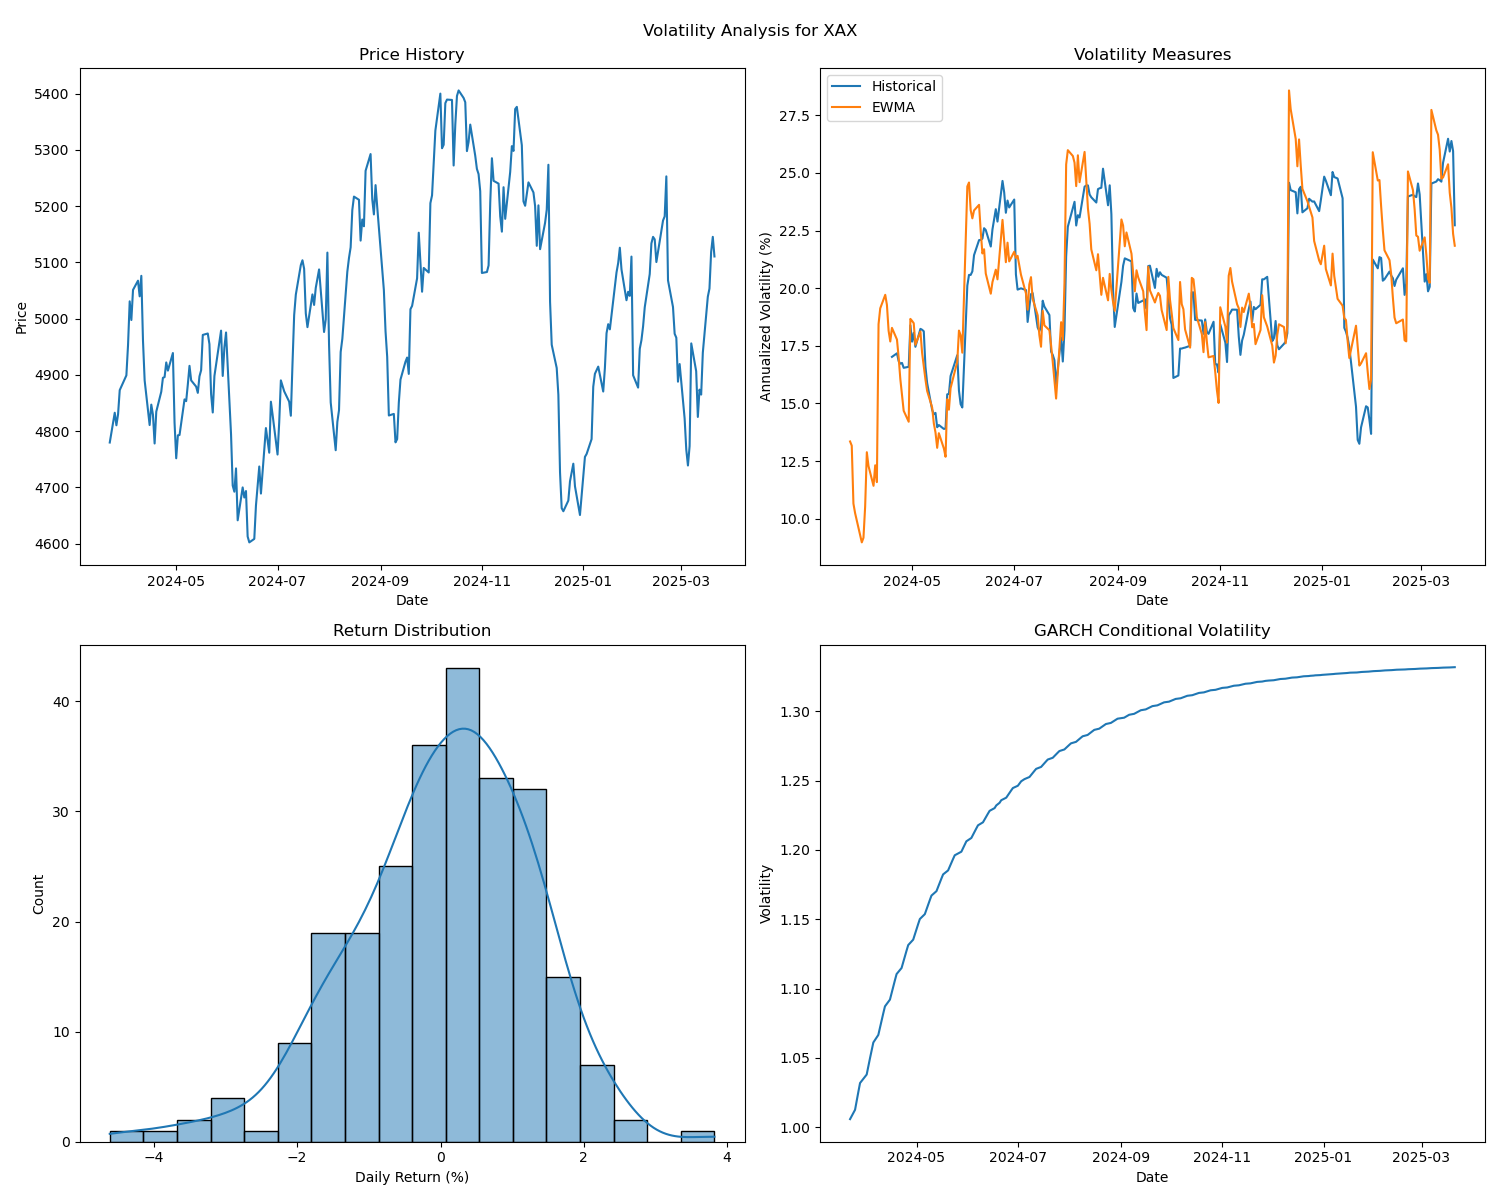 Volatility Analysis for XAX
Price History
Price
5400
5300
5200
5100
5000
4900
4800
4700
4600
2024-05 2024-07 2024-09 2024-11 2025-01 2025-03
Date
Volatility Measures
Historical
EWMA
Annualized Volatility (%)
27.5
25.0
22.5
20.0
17.5
15.0
12.5
10.0
2024-05 2024-07 2024-09 2024-11 2025-01 2025-03
Date
Return Distribution
Count
40
30
20
10
0
−4 −2 0 2 4
Daily Return (%)
GARCH Conditional Volatility
Volatility
1.30
1.25
1.20
1.15
1.10
1.05
1.00
2024-05 2024-07 2024-09 2024-11 2025-01 2025-03
Date